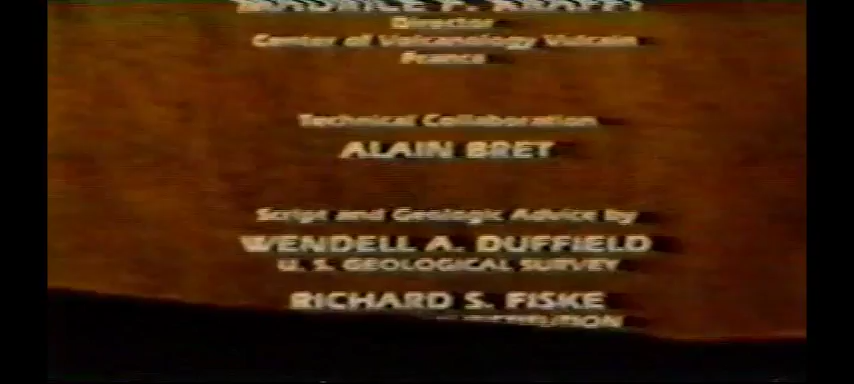 Director
Center of Volcanology Vulcain
France
Technical Collaboration
ALAIN BRET
Script and Geologic Advice by
WENDELL A. DUFFIELD
U. S. GEOLOGICAL SURVEY
RICHARD S. FISKE